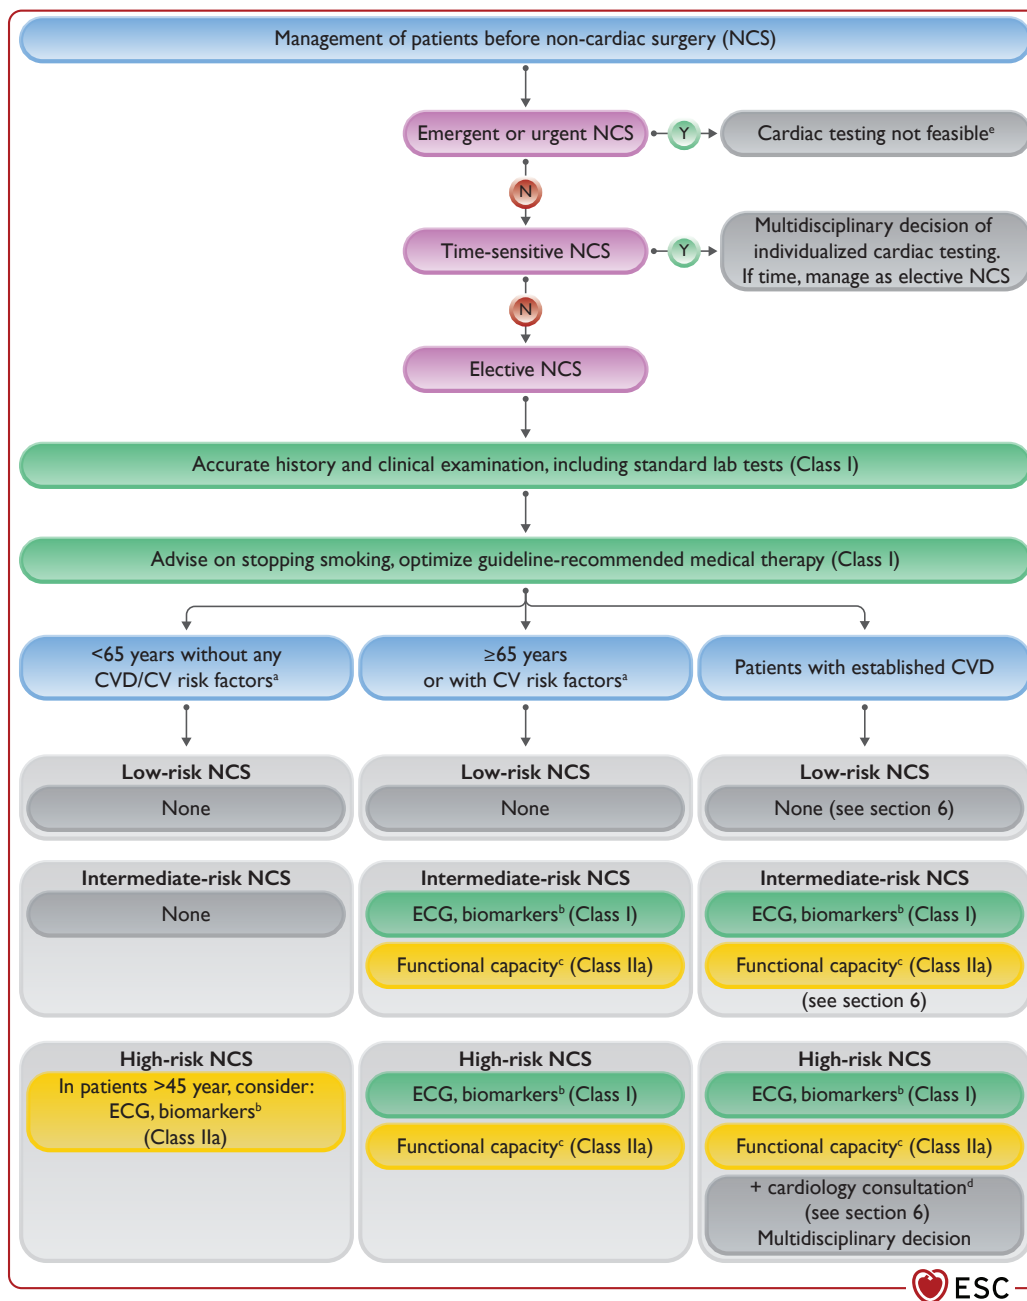 Management of patients before non-cardiac surgery (NCS)
Emergent or urgent NCS
Y
Cardiac testing not feasibleᵉ
N
Time-sensitive NCS
Y
Multidisciplinary decision of
individualized cardiac testing.
If time, manage as elective NCS
N
Elective NCS
Accurate history and clinical examination, including standard lab tests (Class I)
Advise on stopping smoking, optimize guideline-recommended medical therapy (Class I)
<65 years without any
CVD/CV risk factorsᵃ
≥65 years
or with CV risk factorsᵃ
Patients with established CVD
Low-risk NCS
None
Low-risk NCS
None
Low-risk NCS
None (see section 6)
Intermediate-risk NCS
None
Intermediate-risk NCS
ECG, biomarkersᵇ (Class I)
Functional capacityᶜ (Class IIa)
Intermediate-risk NCS
ECG, biomarkersᵇ (Class I)
Functional capacityᶜ (Class IIa)
(see section 6)
High-risk NCS
In patients >45 year, consider:
ECG, biomarkersᵇ
(Class IIa)
High-risk NCS
ECG, biomarkersᵇ (Class I)
Functional capacityᶜ (Class IIa)
High-risk NCS
ECG, biomarkersᵇ (Class I)
Functional capacityᶜ (Class IIa)
+ cardiology consultationᵈ
(see section 6)
Multidisciplinary decision
ESC